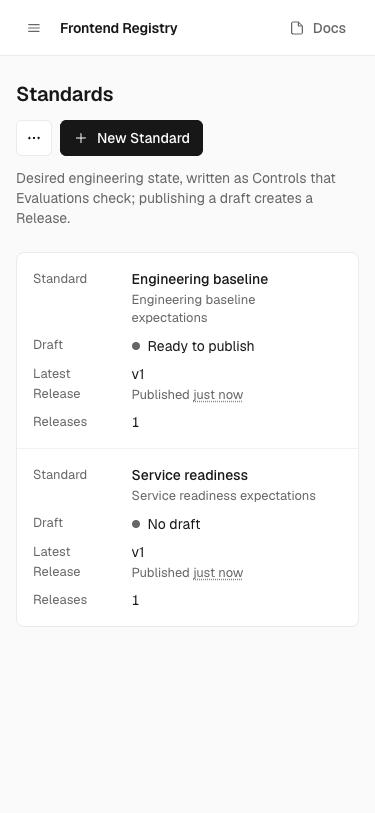 Frontend Registry
Docs
Standards
New Standard
Desired engineering state, written as Controls that
Evaluations check; publishing a draft creates a
Release.
Standard
Engineering baseline
Engineering baseline
expectations
Draft
Ready to publish
Latest
Release
v1
Published just now
Releases
1
Standard
Service readiness
Service readiness expectations
Draft
No draft
Latest
Release
v1
Published just now
Releases
1